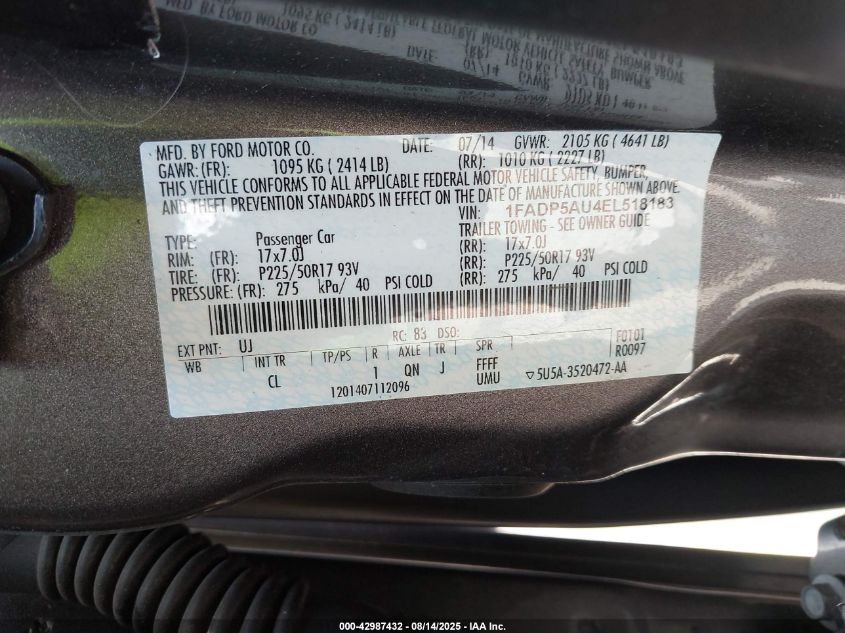 MFD. BY FORD MOTOR CO. DATE: 07/14 GVWR: 2105 KG ( 4641 LB)
GAWR: (FR): 1095 KG ( 2414 LB) (RR): 1010 KG ( 2227 LB)
THIS VEHICLE CONFORMS TO ALL APPLICABLE FEDERAL MOTOR VEHICLE SAFETY, BUMPER,
AND THEFT PREVENTION STANDARDS IN EFFECT ON THE DATE OF MANUFACTURE SHOWN ABOVE.
VIN: 1FADP5AU4EL518183
TYPE: Passenger Car TRAILER TOWING - SEE OWNER GUIDE
RIM: (FR): 17x7.0J (RR): 17x7.0J
TIRE: (FR): P225/50R17 93V (RR): P225/50R17 93V
PRESSURE: (FR): 275 kPa/ 40 PSI COLD (RR): 275 kPa/ 40 PSI COLD
EXT PNT: UJ RC: 83 DSO: F0101
WB INT TR TP/PS R AXLE TR SPR R0097
CL 1 QN J FFFF
1201407112096 UMU ▽5U5A-3520472-AA
000-42987432 - 08/14/2025 - IAA Inc.